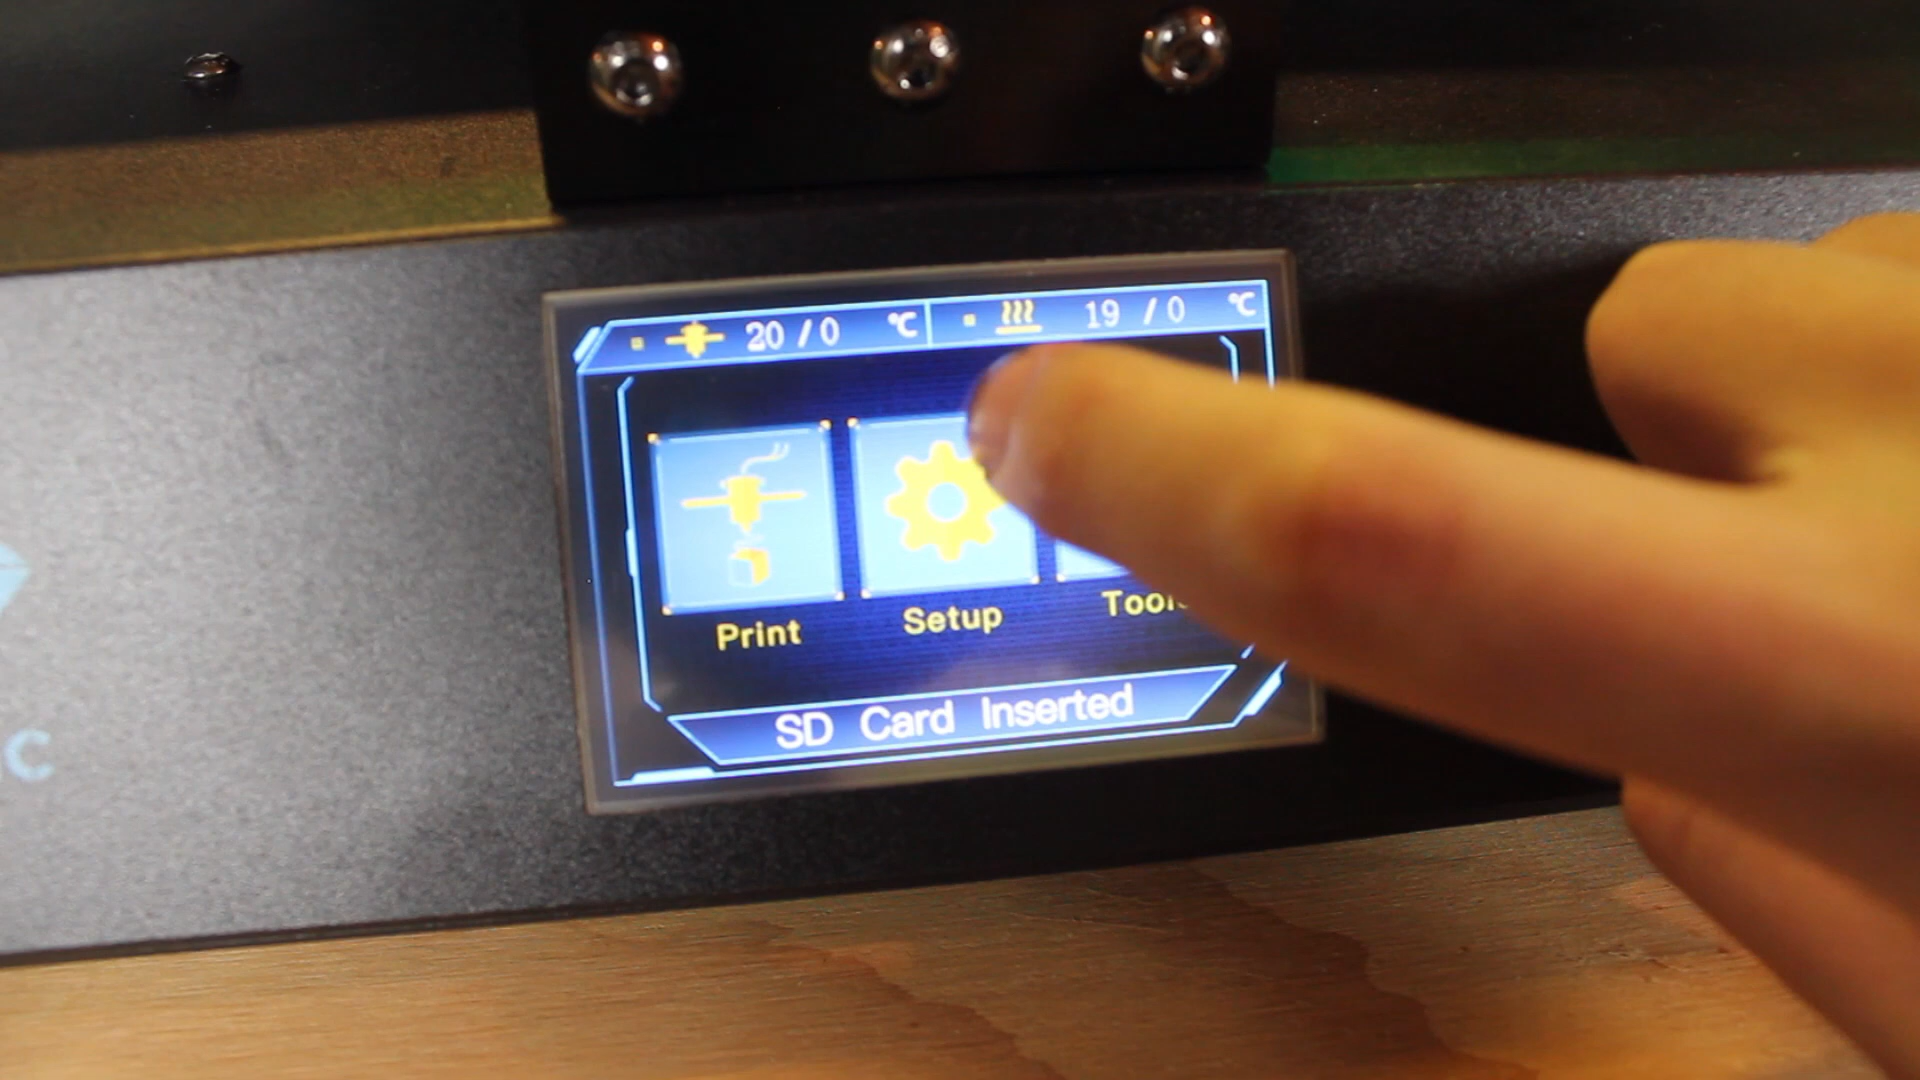 20 / 0 ℃ 19 / 0 ℃
Print Setup
SD Card Inserted